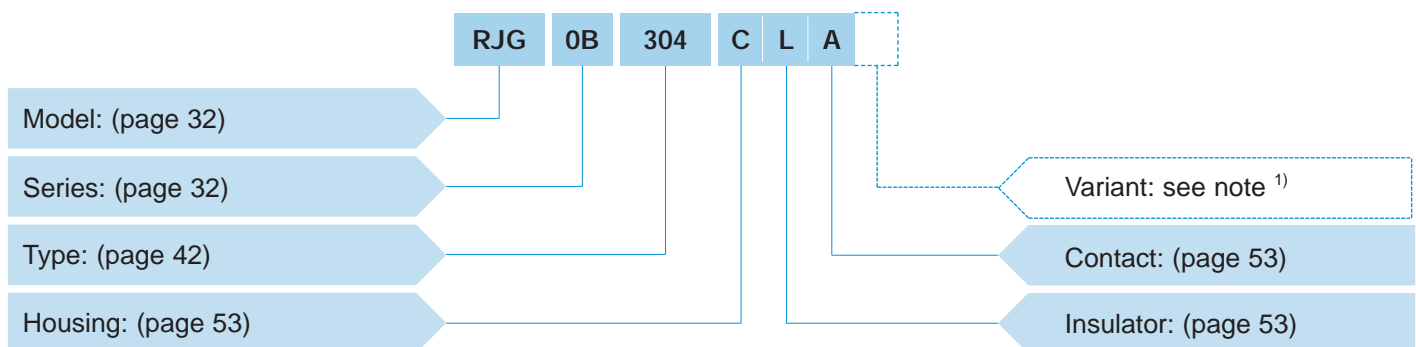 RJG 0B 304 C L A
Model: (page 32)
Series: (page 32)
Variant: see note 1)
Type: (page 42)
Contact: (page 53)
Housing: (page 53)
Insulator: (page 53)